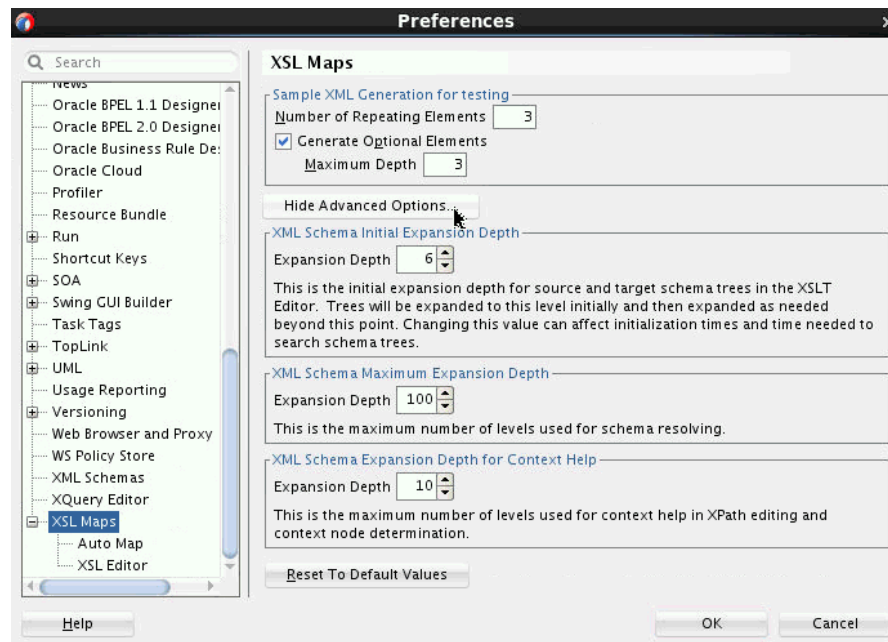 Preferences
Search
XSL Maps
News
Oracle BPEL 1.1 Designer
Oracle BPEL 2.0 Designer
Oracle Business Rule De
Oracle Cloud
Profiler
Resource Bundle
Run
Shortcut Keys
SOA
Swing GUI Builder
Task Tags
TopLink
UML
Usage Reporting
Versioning
Web Browser and Proxy
WS Policy Store
XML Schemas
XQuery Editor
XSL Maps
Auto Map
XSL Editor
Sample XML Generation for testing
Number of Repeating Elements 3
Generate Optional Elements
Maximum Depth 3
Hide Advanced Options...
XML Schema Initial Expansion Depth
Expansion Depth 6
This is the initial expansion depth for source and target schema trees in the XSLT
Editor. Trees will be expanded to this level initially and then expanded as needed
beyond this point. Changing this value can affect initialization times and time needed to
search schema trees.
XML Schema Maximum Expansion Depth
Expansion Depth 100
This is the maximum number of levels used for schema resolving.
XML Schema Expansion Depth for Context Help
Expansion Depth 10
This is the maximum number of levels used for context help in XPath editing and
context node determination.
Reset To Default Values
Help
OK
Cancel